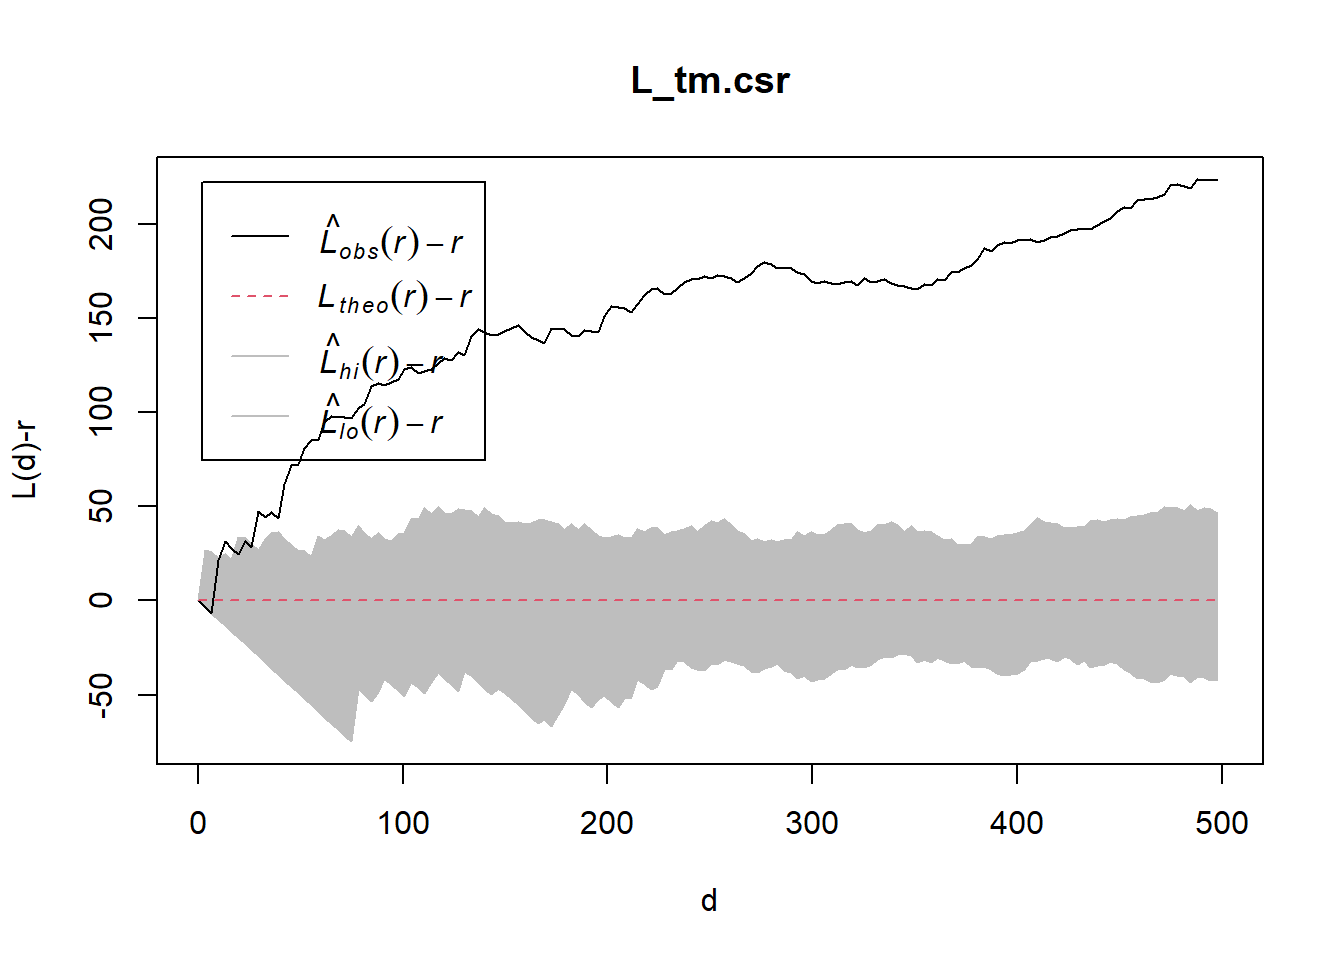 L_tm.csr
L(d)-r
200
150
100
50
0
-50
L̂obs(r) − r
Ltheo(r) − r
L̂hi(r) − r
L̂lo(r) − r
0 100 200 300 400 500
d